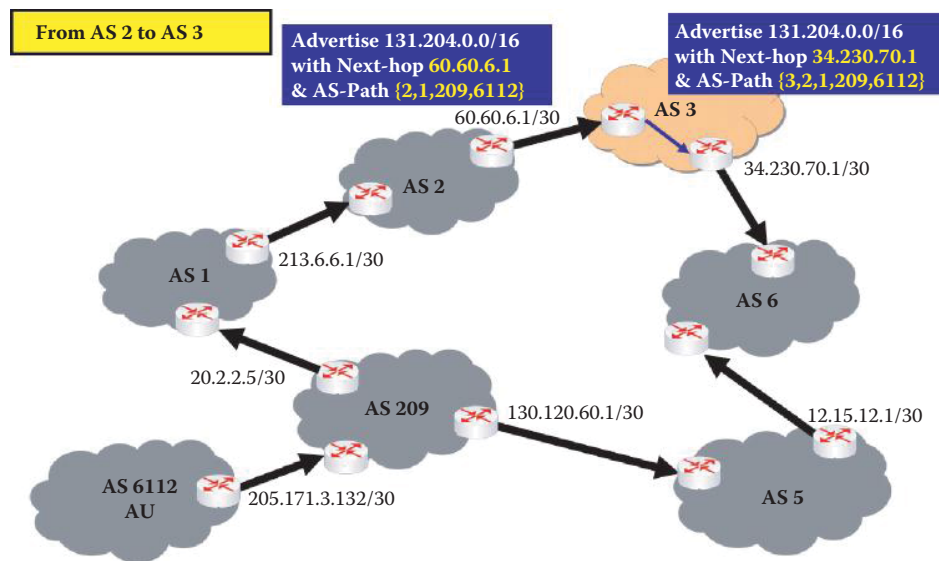 From AS 2 to AS 3
Advertise 131.204.0.0/16
with Next-hop 60.60.6.1
& AS-Path {2,1,209,6112}
Advertise 131.204.0.0/16
with Next-hop 34.230.70.1
& AS-Path {3,2,1,209,6112}
60.60.6.1/30
AS 3
34.230.70.1/30
AS 2
213.6.6.1/30
AS 1
AS 6
20.2.2.5/30
AS 209
130.120.60.1/30
12.15.12.1/30
AS 6112
AU
205.171.3.132/30
AS 5